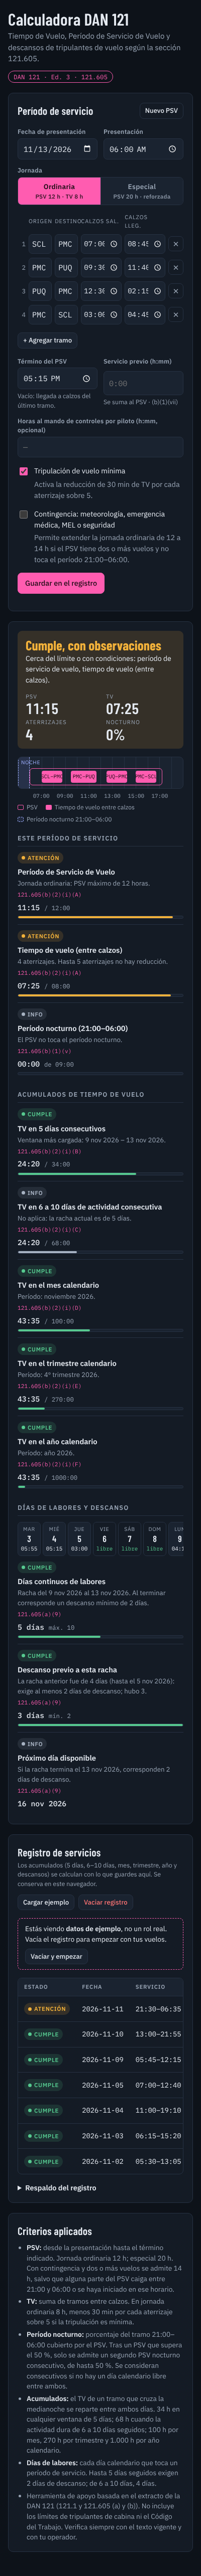 Calculadora DAN 121
Tiempo de Vuelo, Período de Servicio de Vuelo y
descansos de tripulantes de vuelo según la sección
121.605.
DAN 121 · Ed. 3 · 121.605
Período de servicio
Nuevo PSV
Fecha de presentación
Presentación
11/13/2026
06:00 AM
Jornada
Ordinaria
PSV 12 h · TV 8 h
Especial
PSV 20 h · reforzada
ORIGEN DESTINO CALZOS SAL. CALZOS LLEG.
1 SCL PMC 07:00 08:45 ×
2 PMC PUQ 09:30 11:40 ×
3 PUQ PMC 12:30 02:15 ×
4 PMC SCL 03:00 04:45 ×
+ Agregar tramo
Término del PSV
Servicio previo (h:mm)
05:15 PM
0:00
Vacío: llegada a calzos del
último tramo.
Se suma al PSV · (b)(1)(vii)
Horas al mando de controles por piloto (h:mm,
opcional)
—
Tripulación de vuelo mínima
Activa la reducción de 30 min de TV por cada
aterrizaje sobre 5.
Contingencia: meteorología, emergencia
médica, MEL o seguridad
Permite extender la jornada ordinaria de 12 a
14 h si el PSV tiene dos o más vuelos y no
toca el período 21:00–06:00.
Guardar en el registro
Cumple, con observaciones
Cerca del límite o con condiciones: período de
servicio de vuelo, tiempo de vuelo (entre
calzos).
PSV
11:15
TV
07:25
ATERRIZAJES
4
NOCTURNO
0%
NOCHE
SCL–PMC PMC–PUQ PUQ–PMC PMC–SCL
07:00 09:00 11:00 13:00 15:00 17:00
PSV
Tiempo de vuelo entre calzos
Período nocturno 21:00–06:00
ESTE PERÍODO DE SERVICIO
ATENCIÓN
Período de Servicio de Vuelo
Jornada ordinaria: PSV máximo de 12 horas.
121.605(b)(2)(i)(A)
11:15 / 12:00
ATENCIÓN
Tiempo de vuelo (entre calzos)
4 aterrizajes. Hasta 5 aterrizajes no hay reducción.
121.605(b)(2)(i)(A)
07:25 / 08:00
INFO
Período nocturno (21:00–06:00)
El PSV no toca el período nocturno.
121.605(b)(1)(v)
00:00 de 09:00
ACUMULADOS DE TIEMPO DE VUELO
CUMPLE
TV en 5 días consecutivos
Ventana más cargada: 9 nov 2026 – 13 nov 2026.
121.605(b)(2)(i)(B)
24:20 / 34:00
INFO
TV en 6 a 10 días de actividad consecutiva
No aplica: la racha actual es de 5 días.
121.605(b)(2)(i)(C)
24:20 / 68:00
CUMPLE
TV en el mes calendario
Período: noviembre 2026.
121.605(b)(2)(i)(D)
43:35 / 100:00
CUMPLE
TV en el trimestre calendario
Período: 4º trimestre 2026.
121.605(b)(2)(i)(E)
43:35 / 270:00
CUMPLE
TV en el año calendario
Período: año 2026.
121.605(b)(2)(i)(F)
43:35 / 1000:00
DÍAS DE LABORES Y DESCANSO
MAR MIÉ JUE VIE SÁB DOM LUN
3 4 5 6 7 8 9
05:55 05:15 03:00 libre libre libre
CUMPLE
Días continuos de labores
Racha del 9 nov 2026 al 13 nov 2026. Al terminar
corresponde un descanso mínimo de 2 días.
121.605(a)(9)
5 días máx. 10
CUMPLE
Descanso previo a esta racha
La racha anterior fue de 4 días (hasta el 5 nov 2026);
exige al menos 2 días de descanso; hubo 3.
121.605(a)(9)
3 días mín. 2
INFO
Próximo día disponible
Si la racha termina el 13 nov 2026, corresponden 2
días de descanso.
121.605(a)(9)
16 nov 2026
Registro de servicios
Los acumulados (5 días, 6–10 días, mes, trimestre, año y
descansos) se calculan con lo que guardes aquí. Se
conserva en este navegador.
Cargar ejemplo
Vaciar registro
Estás viendo datos de ejemplo, no un rol real.
Vacía el registro para empezar con tus vuelos.
Vaciar y empezar
ESTADO FECHA SERVICIO
ATENCIÓN 2026-11-11 21:30–06:35
CUMPLE 2026-11-10 13:00–21:55
CUMPLE 2026-11-09 05:45–12:15
CUMPLE 2026-11-05 07:00–12:40
CUMPLE 2026-11-04 11:00–19:10
CUMPLE 2026-11-03 06:15–15:20
CUMPLE 2026-11-02 05:30–13:05
Respaldo del registro
Criterios aplicados
PSV: desde la presentación hasta el término
indicado. Jornada ordinaria 12 h; especial 20 h.
Con contingencia y dos o más vuelos se admite 14
h, salvo que alguna parte del PSV caiga entre
21:00 y 06:00 o se haya iniciado en ese horario.
TV: suma de tramos entre calzos. En jornada
ordinaria 8 h, menos 30 min por cada aterrizaje
sobre 5 si la tripulación es mínima.
Período nocturno: porcentaje del tramo 21:00–
06:00 cubierto por el PSV. Tras un PSV que supera
el 50 %, solo se admite un segundo PSV nocturno
consecutivo, de hasta 50 %. Se consideran
consecutivos si no hay un día calendario libre
entre ambos.
Acumulados: el TV de un tramo que cruza la
medianoche se reparte entre ambos días. 34 h en
cualquier ventana de 5 días; 68 h cuando la
actividad dura de 6 a 10 días seguidos; 100 h por
mes, 270 h por trimestre y 1.000 h por año
calendario.
Días de labores: cada día calendario que toca un
período de servicio. Hasta 5 días seguidos exigen
2 días de descanso; de 6 a 10 días, 4 días.
Herramienta de apoyo basada en el extracto de la
DAN 121 (121.1 y 121.605 (a) y (b)). No incluye
los límites de tripulantes de cabina ni el Código
del Trabajo. Verifica siempre con el texto vigente y
con tu operador.